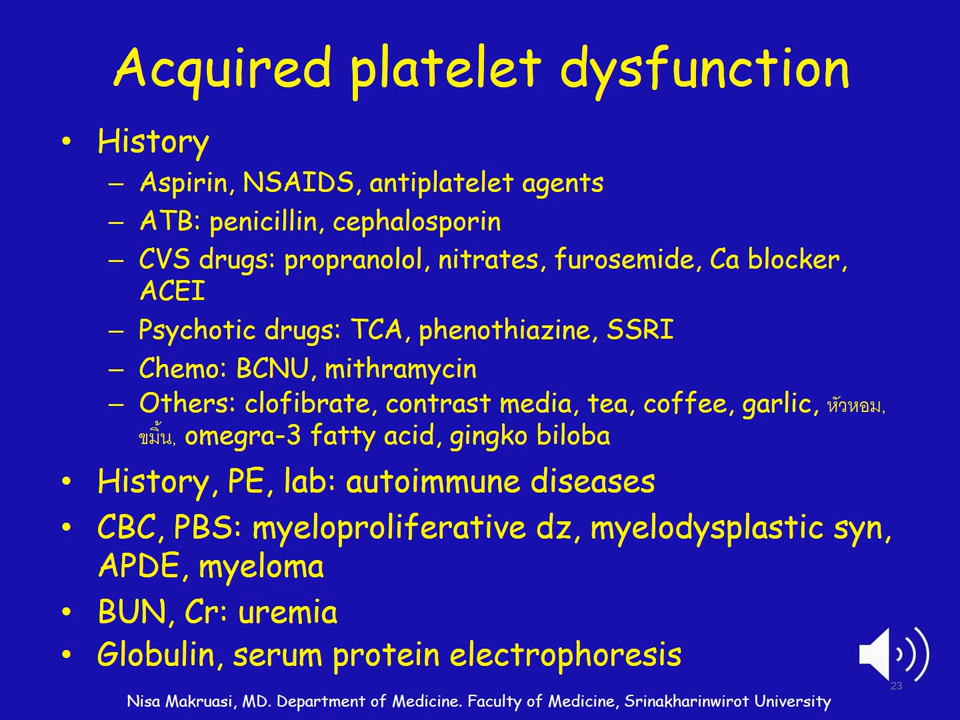 Acquired platelet dysfunction
• History
– Aspirin, NSAIDS, antiplatelet agents
– ATB: penicillin, cephalosporin
– CVS drugs: propranolol, nitrates, furosemide, Ca blocker,
ACEI
– Psychotic drugs: TCA, phenothiazine, SSRI
– Chemo: BCNU, mithramycin
– Others: clofibrate, contrast media, tea, coffee, garlic, หัวหอม,
ขมิ้น, omegra-3 fatty acid, gingko biloba
• History, PE, lab: autoimmune diseases
• CBC, PBS: myeloproliferative dz, myelodysplastic syn,
APDE, myeloma
• BUN, Cr: uremia
• Globulin, serum protein electrophoresis
23
Nisa Makruasi, MD. Department of Medicine. Faculty of Medicine, Srinakharinwirot University